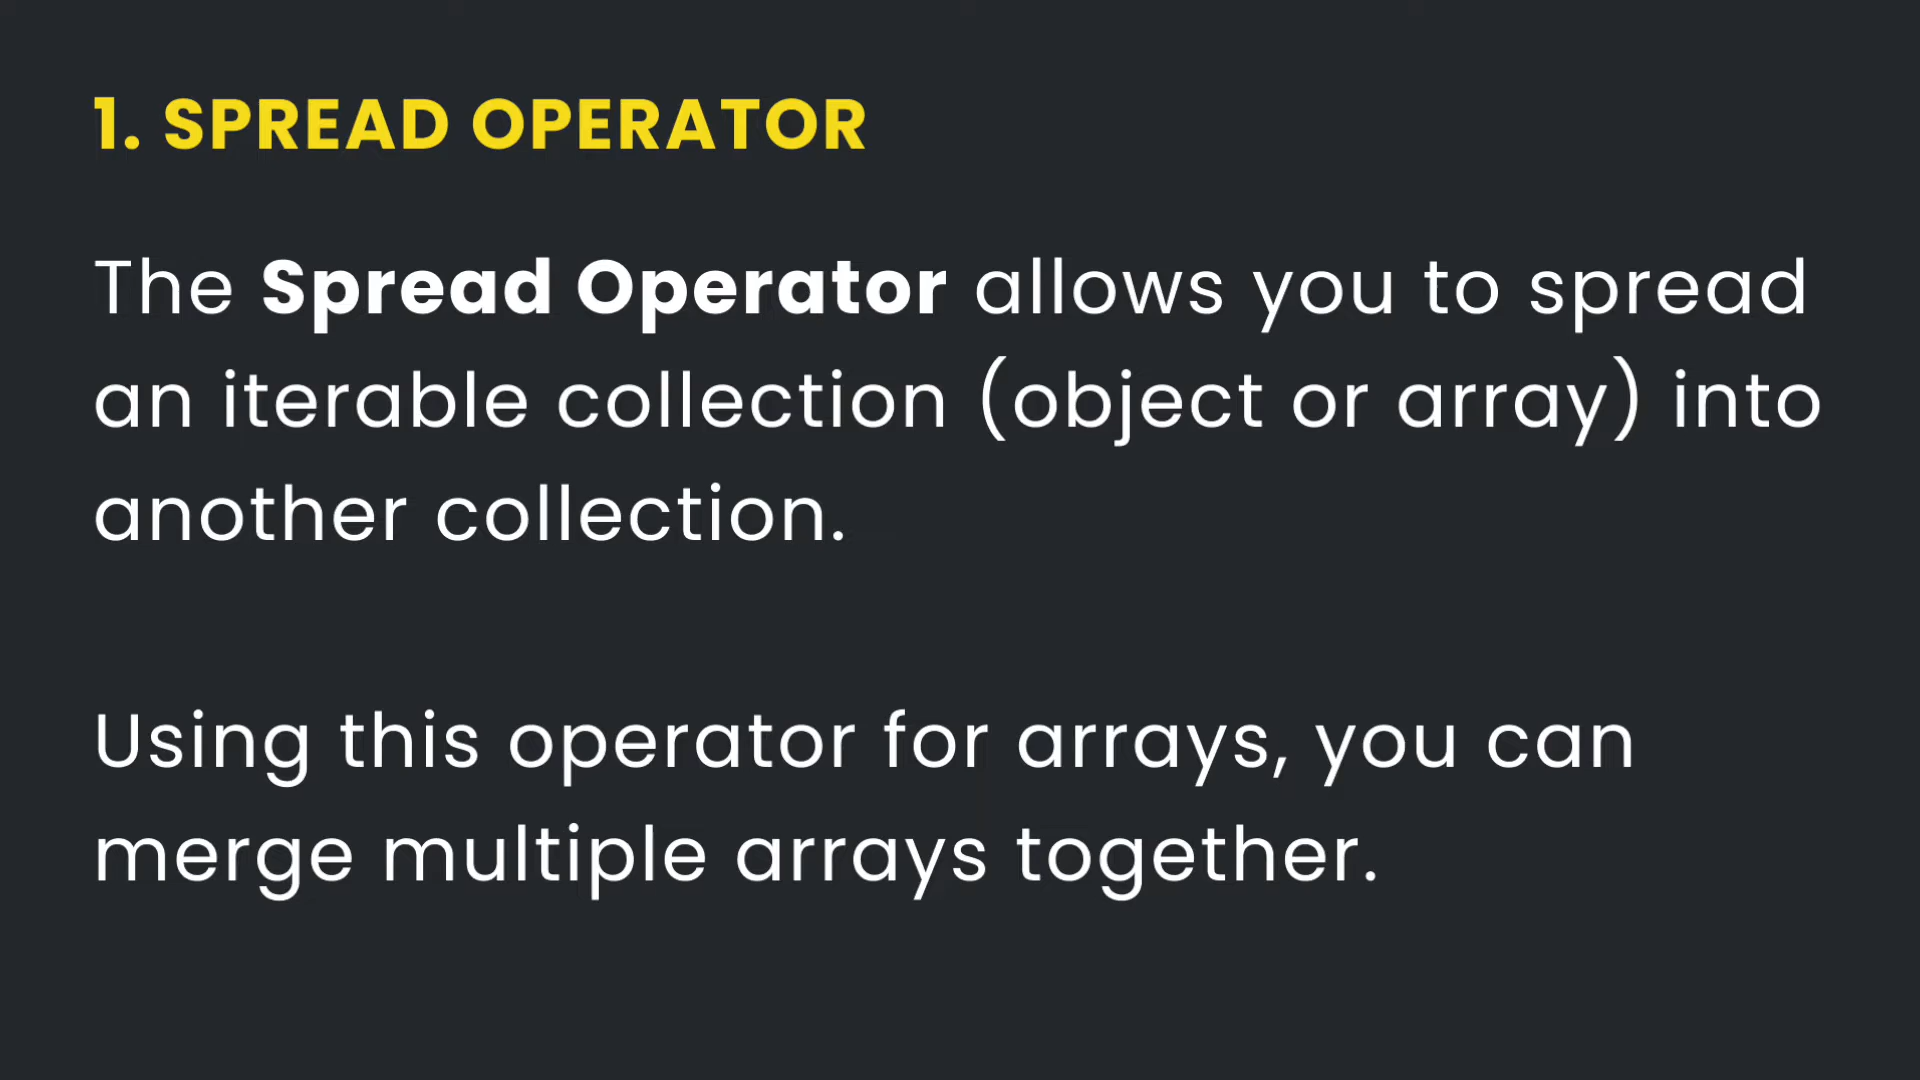 1. SPREAD OPERATOR
The Spread Operator allows you to spread
an iterable collection (object or array) into
another collection.
Using this operator for arrays, you can
merge multiple arrays together.